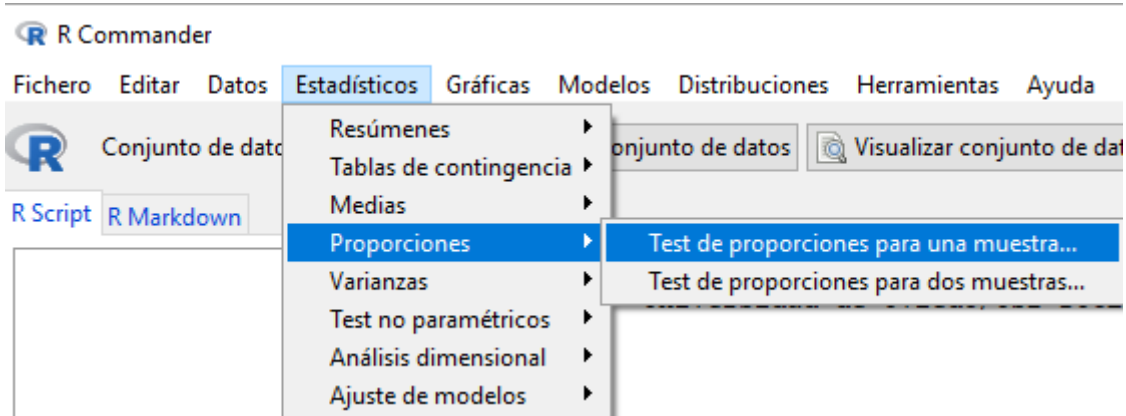 R Commander
Fichero Editar Datos Estadísticos Gráficas Modelos Distribuciones Herramientas Ayuda
Conjunto de dato
onjunto de datos
Visualizar conjunto de dat
R Script R Markdown
Resúmenes
Tablas de contingencia
Medias
Proporciones
Test de proporciones para una muestra...
Test de proporciones para dos muestras...
Varianzas
Test no paramétricos
Análisis dimensional
Ajuste de modelos